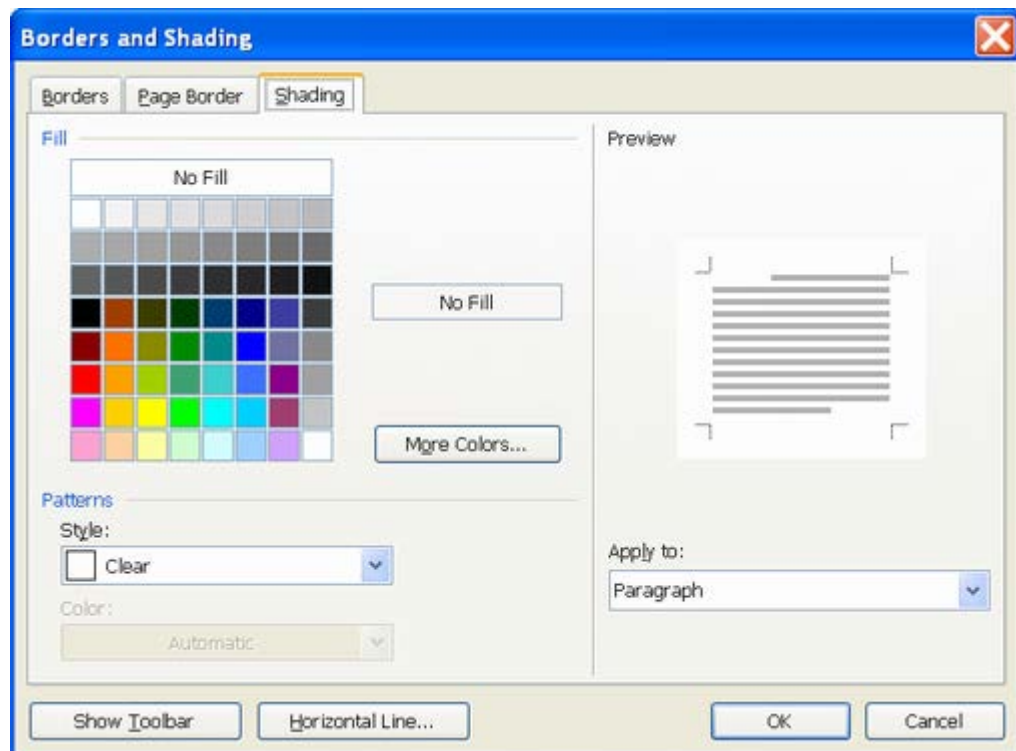 Borders and Shading
Borders
Page Border
Shading
Fill
No Fill
No Fill
More Colors...
Patterns
Style:
Clear
Color:
Automatic
Preview
Apply to:
Paragraph
Show Toolbar
Horizontal Line...
OK
Cancel